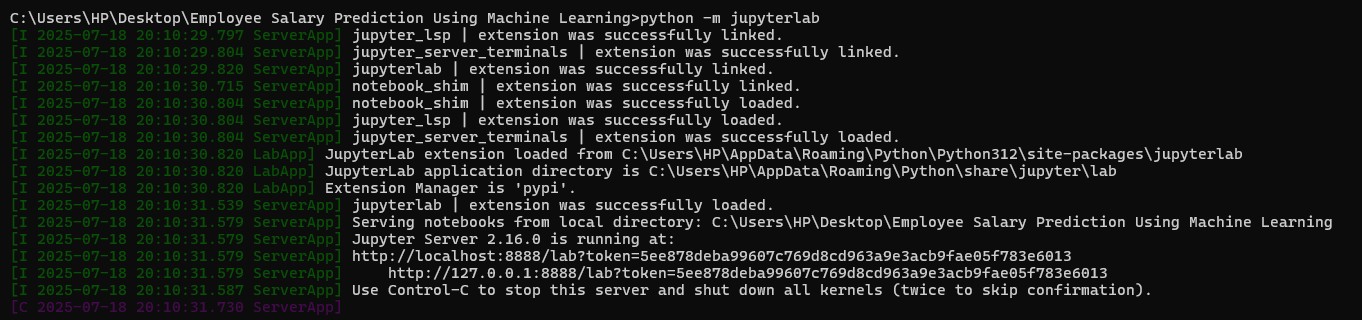 C:\Users\HP\Desktop\Employee Salary Prediction Using Machine Learning>python -m jupyterlab
[I 2025-07-18 20:10:29.797 ServerApp] jupyter_lsp | extension was successfully linked.
[I 2025-07-18 20:10:29.804 ServerApp] jupyter_server_terminals | extension was successfully linked.
[I 2025-07-18 20:10:29.820 ServerApp] jupyterlab | extension was successfully linked.
[I 2025-07-18 20:10:30.715 ServerApp] notebook_shim | extension was successfully linked.
[I 2025-07-18 20:10:30.804 ServerApp] notebook_shim | extension was successfully loaded.
[I 2025-07-18 20:10:30.804 ServerApp] jupyter_lsp | extension was successfully loaded.
[I 2025-07-18 20:10:30.804 ServerApp] jupyter_server_terminals | extension was successfully loaded.
[I 2025-07-18 20:10:30.820 LabApp] JupyterLab extension loaded from C:\Users\HP\AppData\Roaming\Python\Python312\site-packages\jupyterlab
[I 2025-07-18 20:10:30.820 LabApp] JupyterLab application directory is C:\Users\HP\AppData\Roaming\Python\share\jupyter\lab
[I 2025-07-18 20:10:30.820 LabApp] Extension Manager is 'pypi'.
[I 2025-07-18 20:10:31.539 ServerApp] jupyterlab | extension was successfully loaded.
[I 2025-07-18 20:10:31.579 ServerApp] Serving notebooks from local directory: C:\Users\HP\Desktop\Employee Salary Prediction Using Machine Learning
[I 2025-07-18 20:10:31.579 ServerApp] Jupyter Server 2.16.0 is running at:
[I 2025-07-18 20:10:31.579 ServerApp] http://localhost:8888/lab?token=5ee878deba99607c769d8cd963a9e3acb9fae05f783e6013
[I 2025-07-18 20:10:31.579 ServerApp]     http://127.0.0.1:8888/lab?token=5ee878deba99607c769d8cd963a9e3acb9fae05f783e6013
[I 2025-07-18 20:10:31.587 ServerApp] Use Control-C to stop this server and shut down all kernels (twice to skip confirmation).
[C 2025-07-18 20:10:31.730 ServerApp]